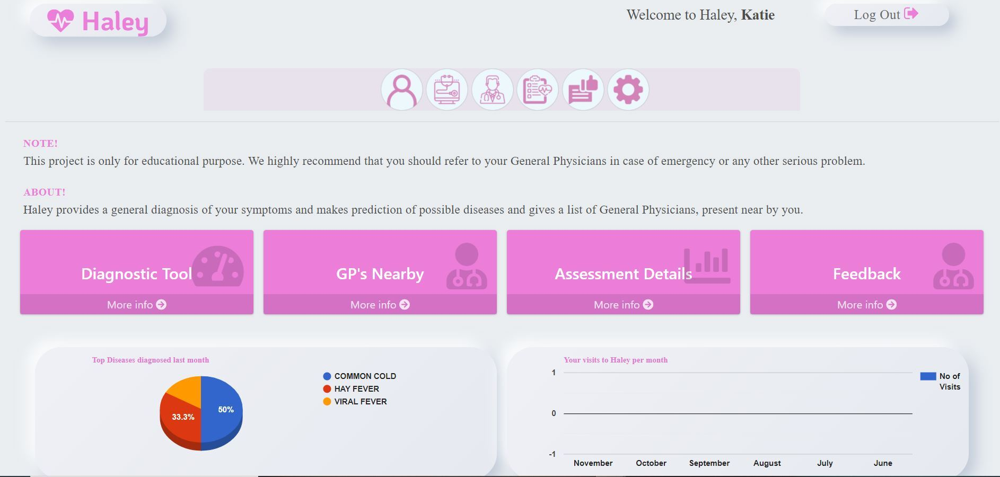 Haley
Welcome to Haley, Katie
Log Out
NOTE!
This project is only for educational purpose. We highly recommend that you should refer to your General Physicians in case of emergency or any other serious problem.
ABOUT!
Haley provides a general diagnosis of your symptoms and makes prediction of possible diseases and gives a list of General Physicians, present near by you.
Diagnostic Tool
More info
GP's Nearby
More info
Assessment Details
More info
Feedback
More info
Top Diseases diagnosed last month
COMMON COLD
HAY FEVER
VIRAL FEVER
50%
33.3%
Your visits to Haley per month
1
0
-1
No of
Visits
November October September August July June